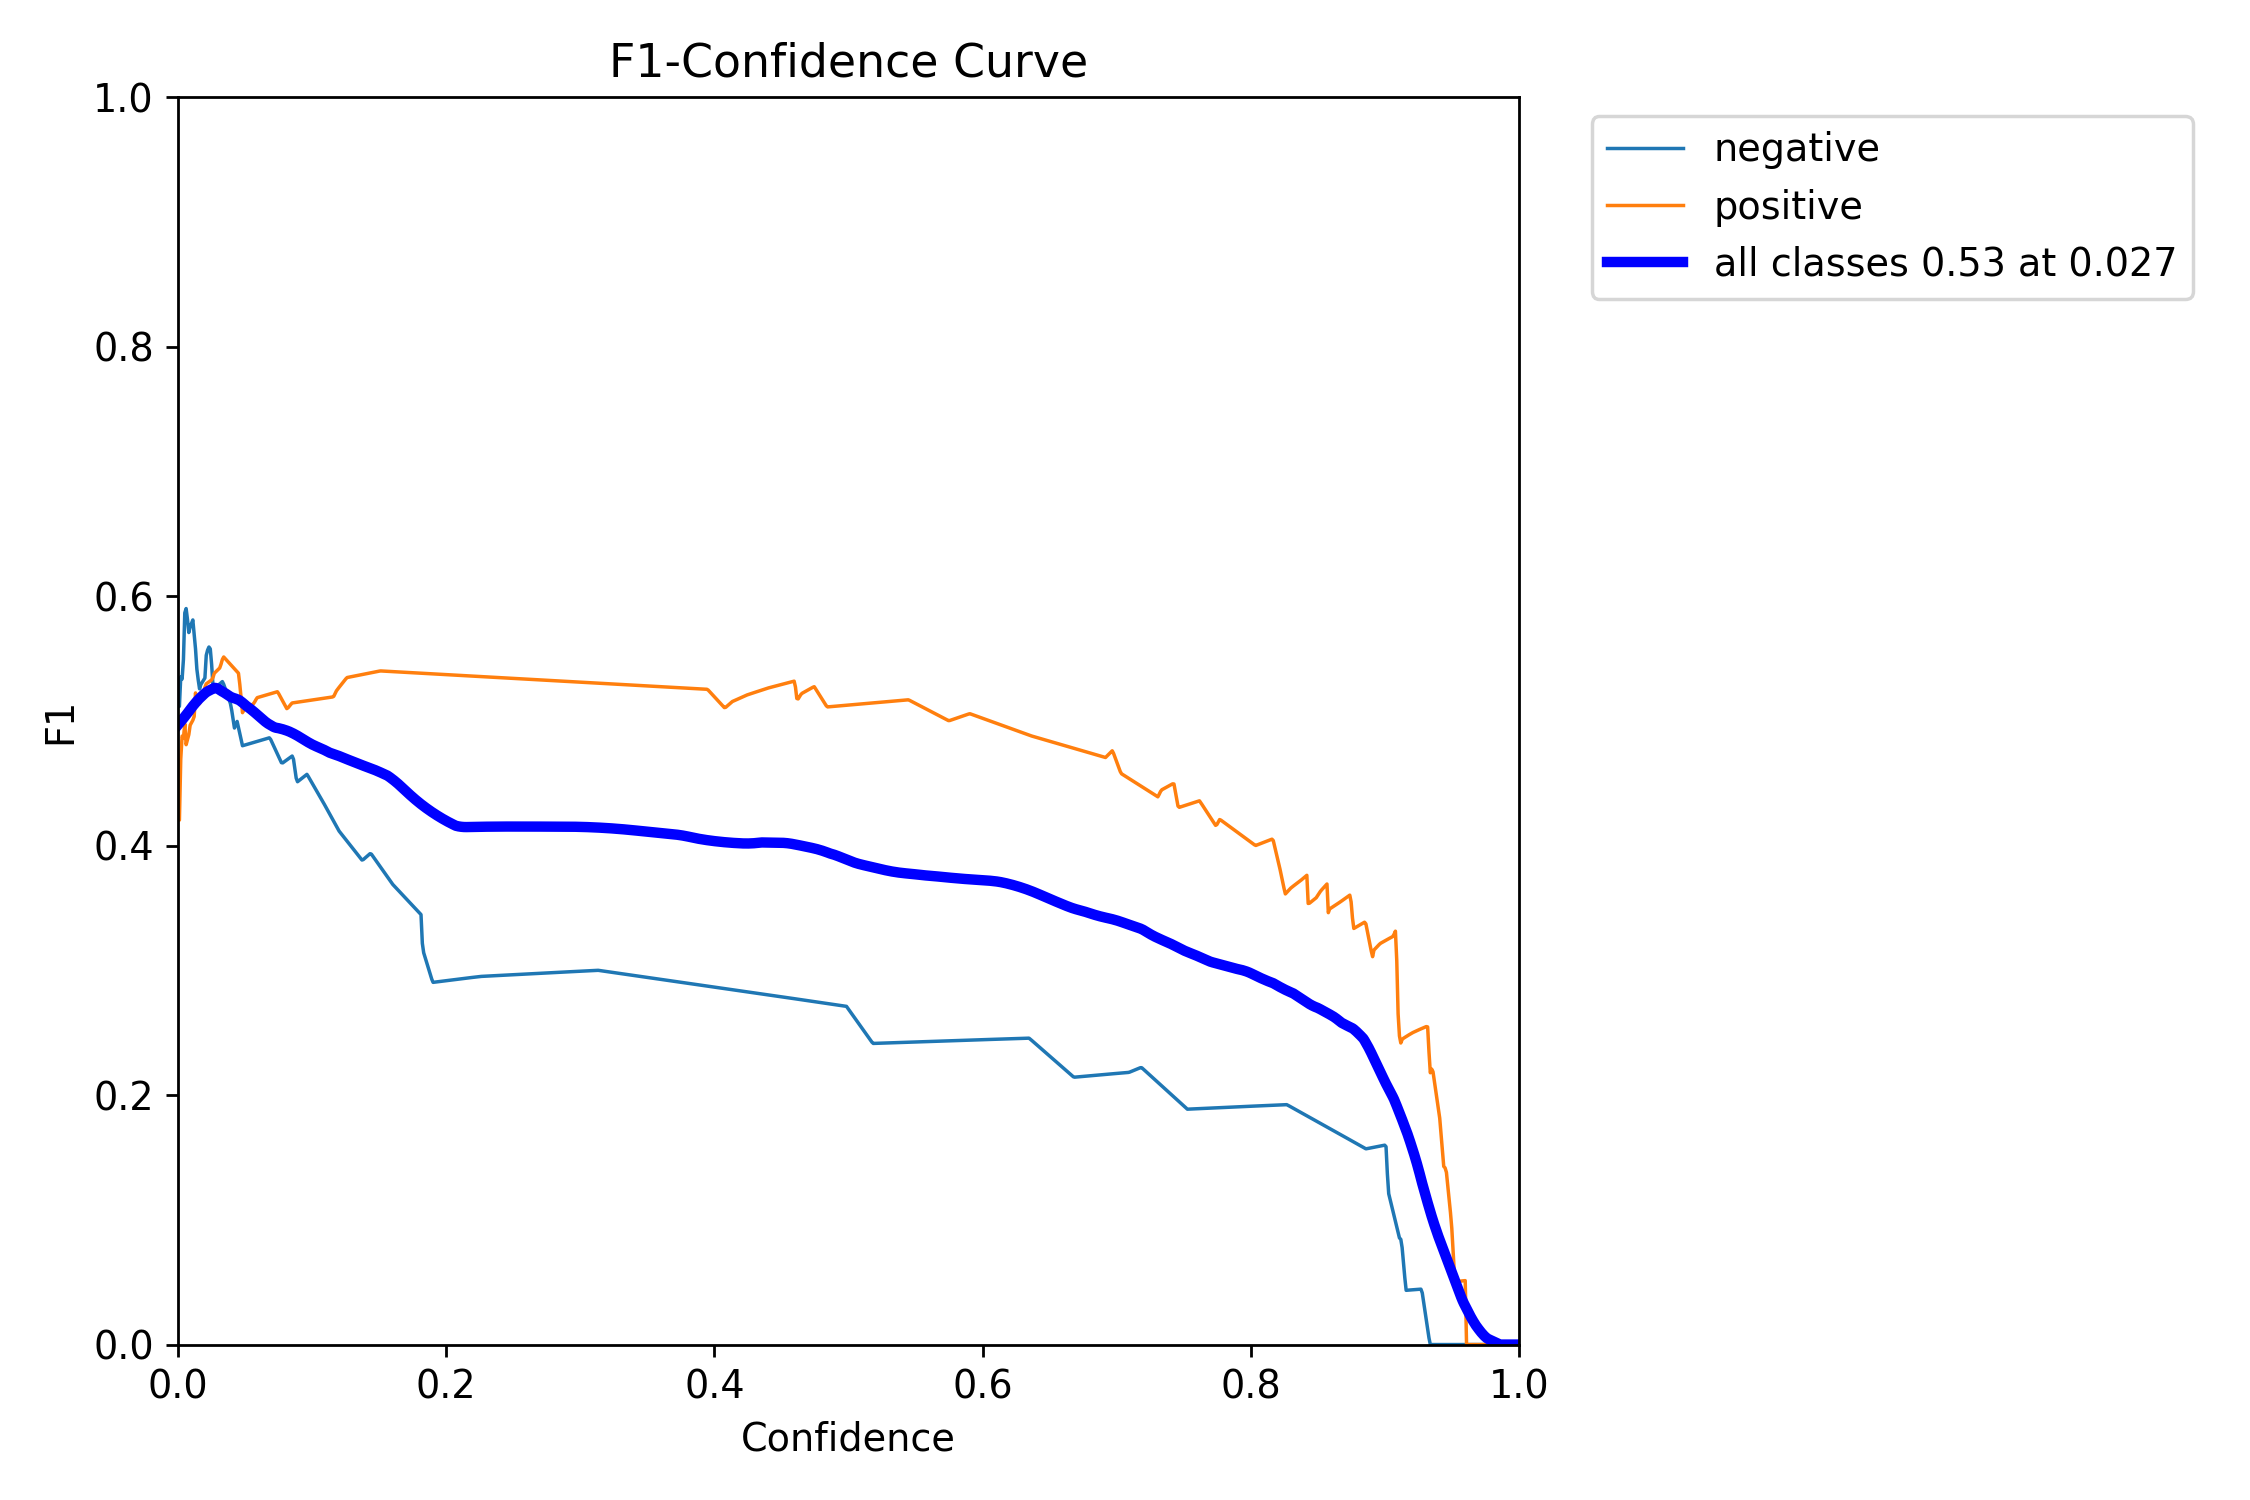 F1-Confidence Curve
1.0
0.8
0.6
0.4
0.2
0.0
F1
0.0 0.2 0.4 0.6 0.8 1.0
Confidence
negative
positive
all classes 0.53 at 0.027